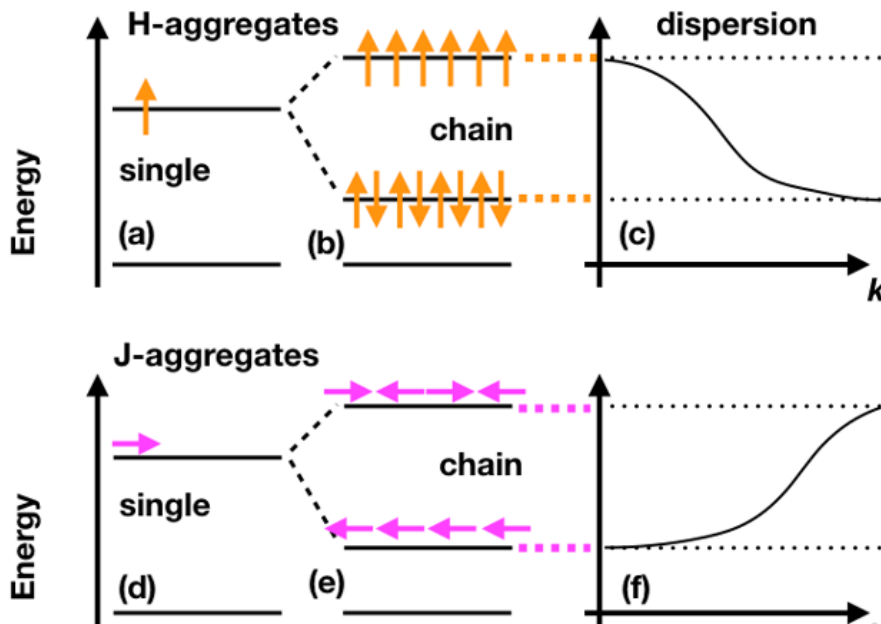 H-aggregates
dispersion
Energy
single
chain
(a)
(b)
(c)
k
J-aggregates
Energy
single
chain
(d)
(e)
(f)